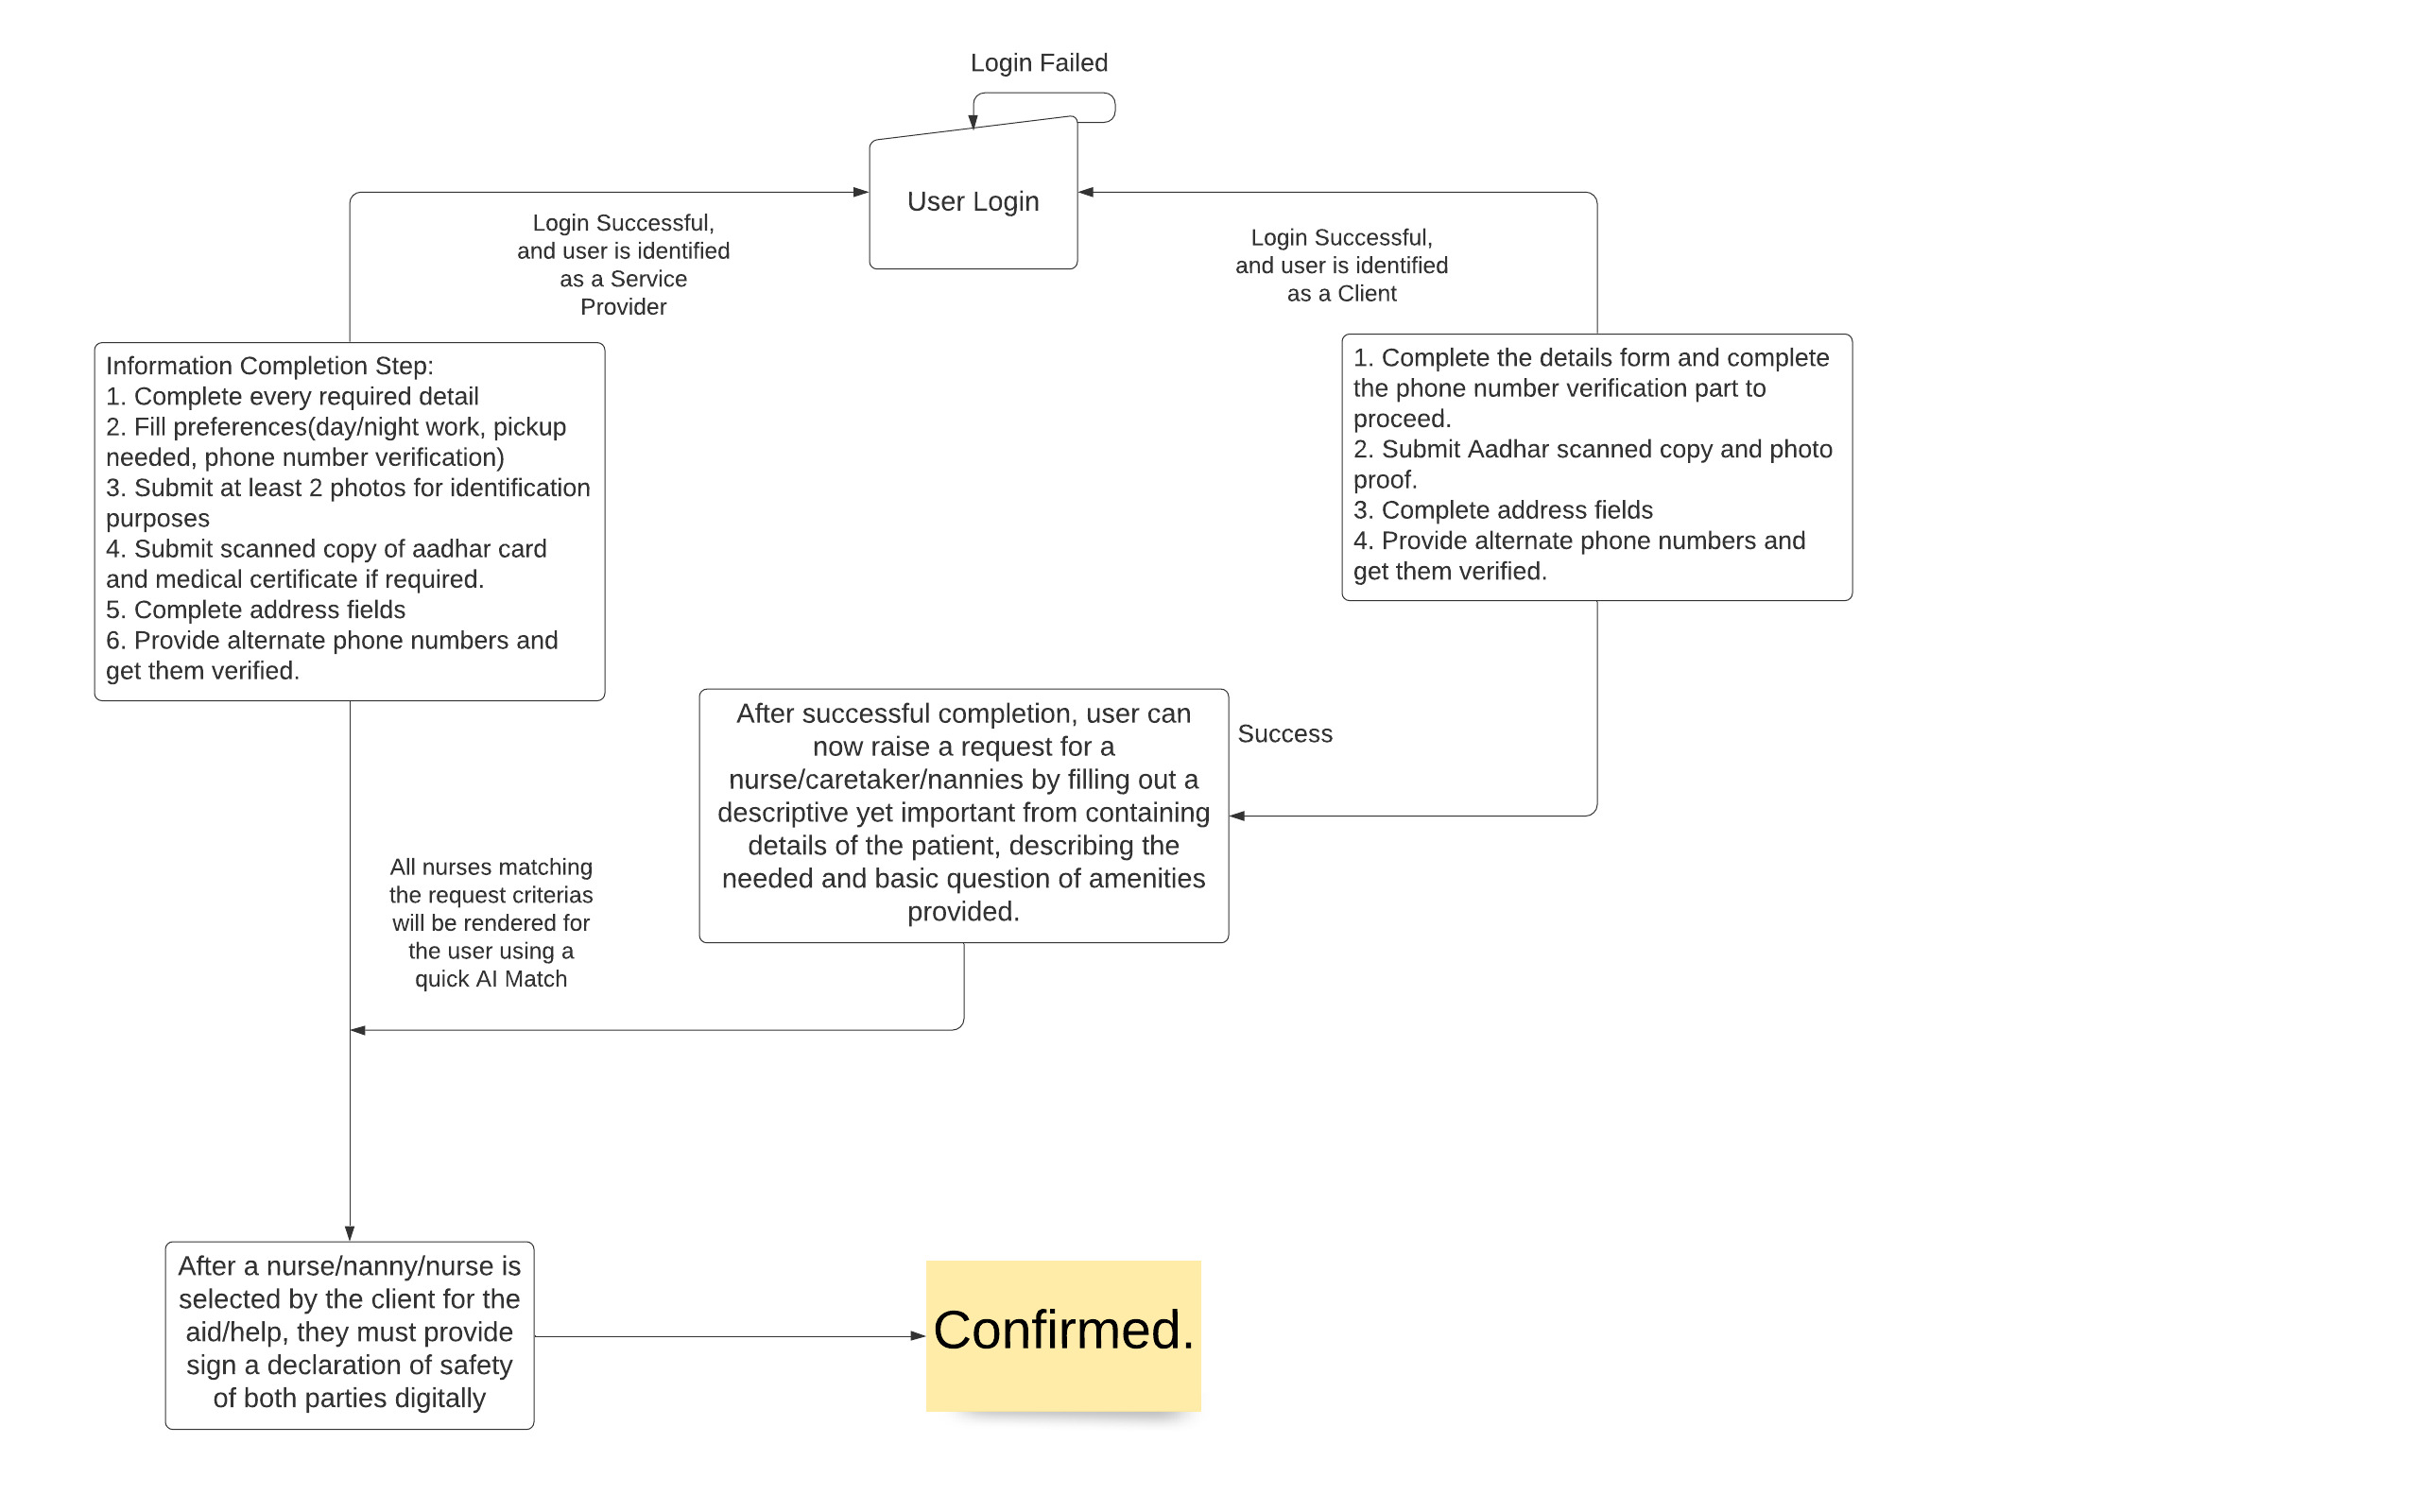 Login Failed
User Login
Login Successful,
and user is identified
as a Service
Provider
Login Successful,
and user is identified
as a Client
Information Completion Step:
1. Complete every required detail
2. Fill preferences(day/night work, pickup
needed, phone number verification)
3. Submit at least 2 photos for identification
purposes
4. Submit scanned copy of aadhar card
and medical certificate if required.
5. Complete address fields
6. Provide alternate phone numbers and
get them verified.
1. Complete the details form and complete
the phone number verification part to
proceed.
2. Submit Aadhar scanned copy and photo
proof.
3. Complete address fields
4. Provide alternate phone numbers and
get them verified.
After successful completion, user can
now raise a request for a
nurse/caretaker/nannies by filling out a
descriptive yet important from containing
details of the patient, describing the
needed and basic question of amenities
provided.
Success
All nurses matching
the request criterias
will be rendered for
the user using a
quick AI Match
After a nurse/nanny/nurse is
selected by the client for the
aid/help, they must provide
sign a declaration of safety
of both parties digitally
Confirmed.